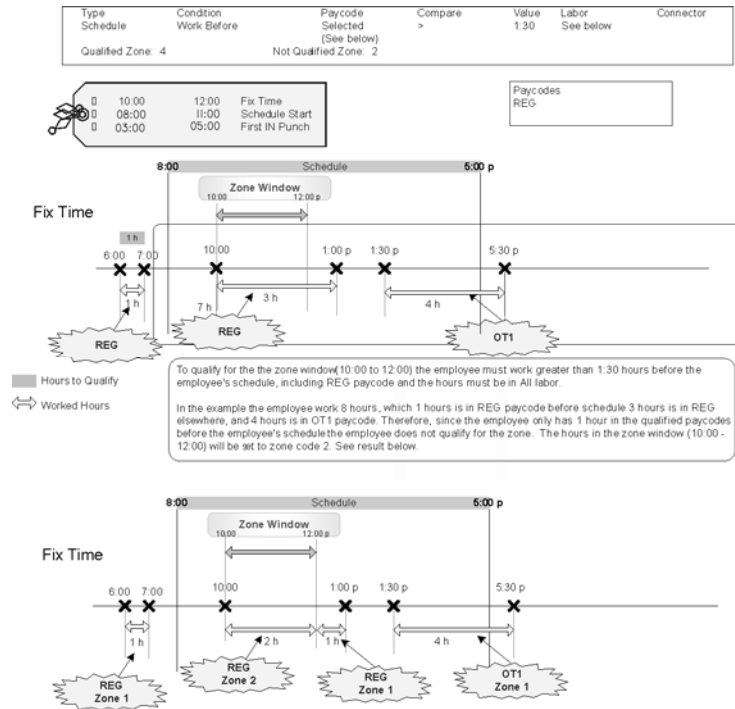 Type Condition Paycode Compare Value Labor Connector
Schedule Work Before Selected > 1:30 See below
(See below)
Qualified Zone: 4 Not Qualified Zone: 2
10:00 12:00 Fix Time
08:00 11:00 Schedule Start
03:00 05:00 First IN Punch
Paycodes
REG
8:00 Schedule 5:00 p
Zone Window
10:00 12:00 p
Fix Time
1 h
6:00 7:00 10:00 1:00 p 1:30 p 5:30 p
1 h 7 h 3 h 4 h
REG REG OT1
Hours to Qualify
Worked Hours
To qualify for the the zone window(10:00 to 12:00) the employee must work greater than 1:30 hours before the
employee's schedule, including REG paycode and the hours must be in All labor.
In the example the employee work 8 hours, which 1 hours is in REG paycode before schedule 3 hours is in REG
elsewhere, and 4 hours is in OT1 paycode. Therefore, since the employee only has 1 hour in the qualified paycodes
before the employee's schedule the employee does not qualify for the zone. The hours in the zone window (10:00 -
12:00) will be set to zone code 2. See result below.
8:00 Schedule 5:00 p
Zone Window
10:00 12:00 p
Fix Time
6:00 7:00 10:00 1:00 p 1:30 p 5:30 p
1 h 2 h 1 h 4 h
REG REG REG OT1
Zone 1 Zone 2 Zone 1 Zone 1